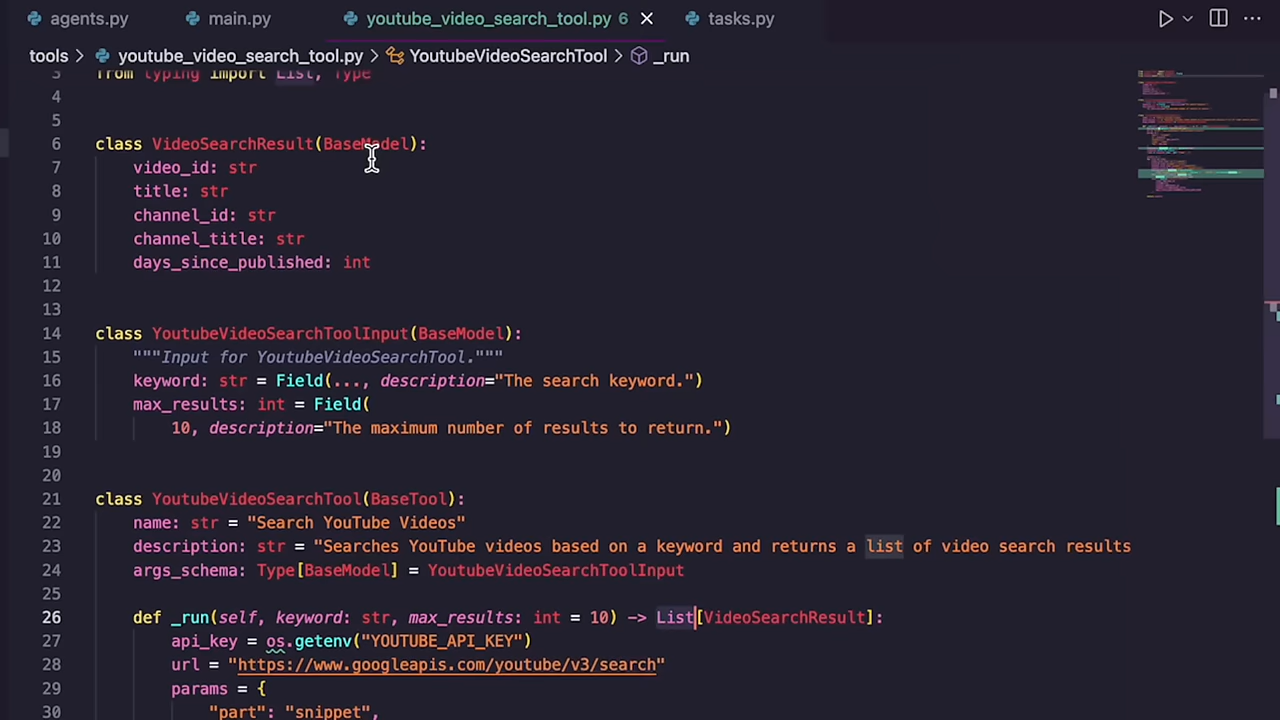 agents.py main.py youtube_video_search_tool.py 6 tasks.py
tools > youtube_video_search_tool.py > YoutubeVideoSearchTool > _run
3 from typing import List, Type
4
5
6 class VideoSearchResult(BaseModel):
7 video_id: str
8 title: str
9 channel_id: str
10 channel_title: str
11 days_since_published: int
12
13
14 class YoutubeVideoSearchToolInput(BaseModel):
15 """Input for YoutubeVideoSearchTool."""
16 keyword: str = Field(..., description="The search keyword.")
17 max_results: int = Field(
18 10, description="The maximum number of results to return.")
19
20
21 class YoutubeVideoSearchTool(BaseTool):
22 name: str = "Search YouTube Videos"
23 description: str = "Searches YouTube videos based on a keyword and returns a list of video search results
24 args_schema: Type[BaseModel] = YoutubeVideoSearchToolInput
25
26 def _run(self, keyword: str, max_results: int = 10) -> List[VideoSearchResult]:
27 api_key = os.getenv("YOUTUBE_API_KEY")
28 url = "https://www.googleapis.com/youtube/v3/search"
29 params = {
30 "part": "snippet",